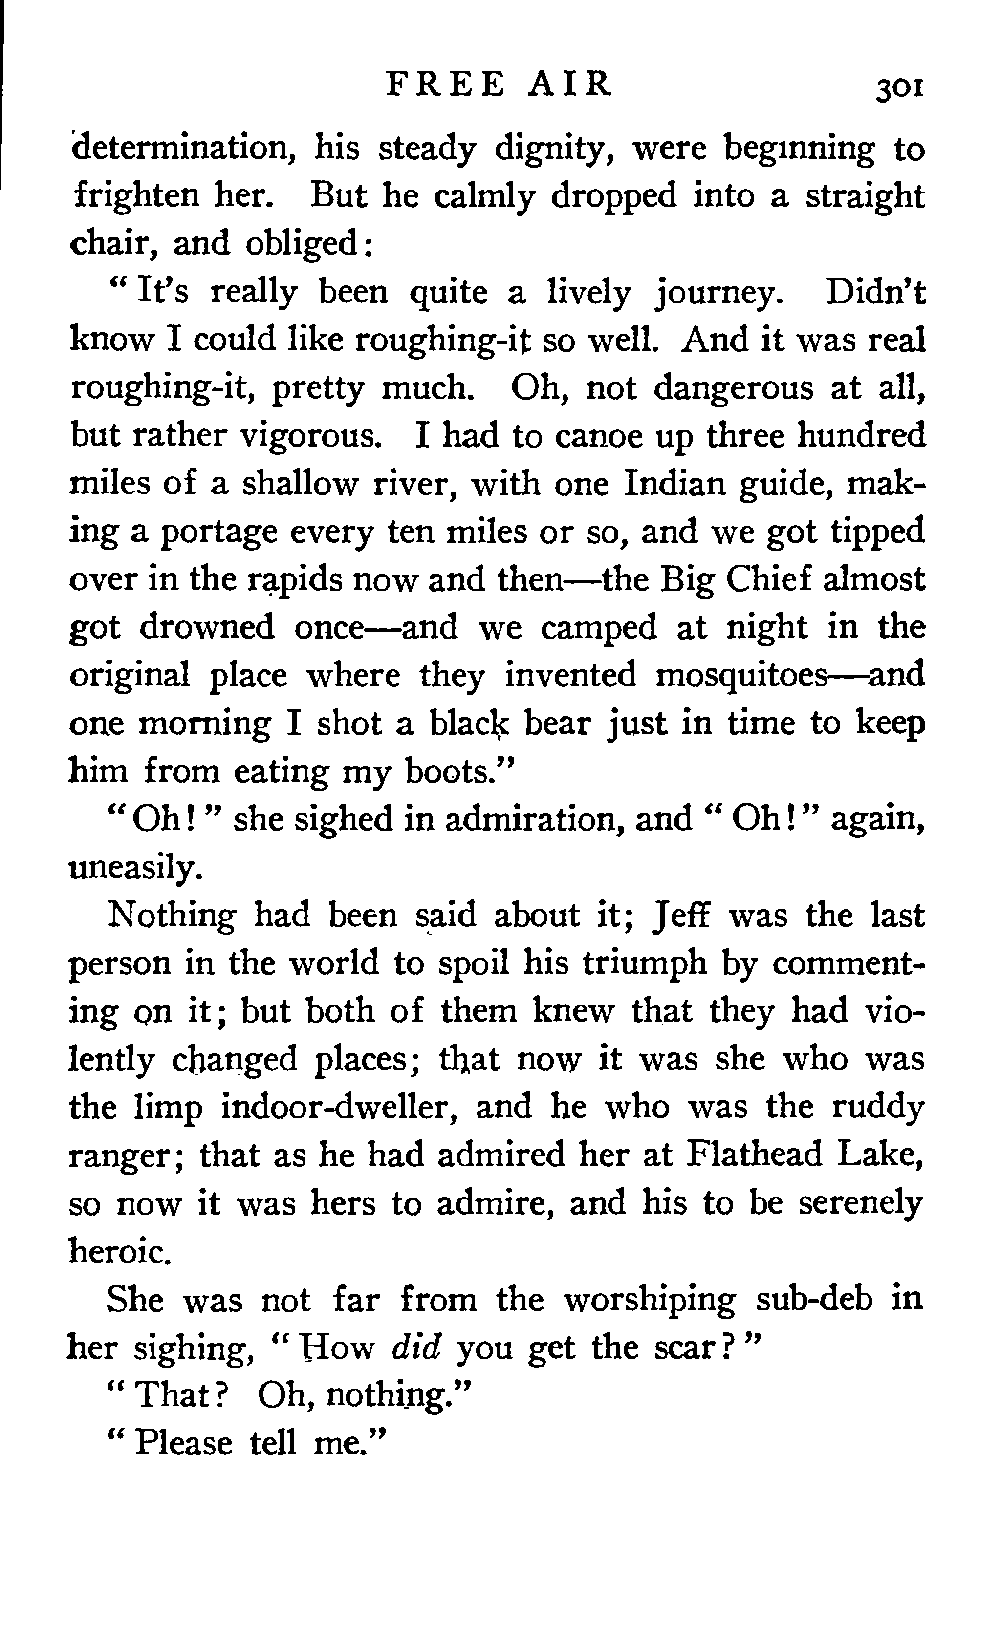 FREE AIR 301
determination, his steady dignity, were beginning to
frighten her. But he calmly dropped into a straight
chair, and obliged:
“It’s really been quite a lively journey. Didn’t
know I could like roughing-it so well. And it was real
roughing-it, pretty much. Oh, not dangerous at all,
but rather vigorous. I had to canoe up three hundred
miles of a shallow river, with one Indian guide, mak-
ing a portage every ten miles or so, and we got tipped
over in the rapids now and then—the Big Chief almost
got drowned once—and we camped at night in the
original place where they invented mosquitoes—and
one morning I shot a black bear just in time to keep
him from eating my boots.”
“Oh!” she sighed in admiration, and “Oh!” again,
uneasily.
Nothing had been said about it; Jeff was the last
person in the world to spoil his triumph by comment-
ing on it; but both of them knew that they had vio-
lently changed places; that now it was she who was
the limp indoor-dweller, and he who was the ruddy
ranger; that as he had admired her at Flathead Lake,
so now it was hers to admire, and his to be serenely
heroic.
She was not far from the worshiping sub-deb in
her sighing, “How did you get the scar?”
“That? Oh, nothing.”
“Please tell me.”